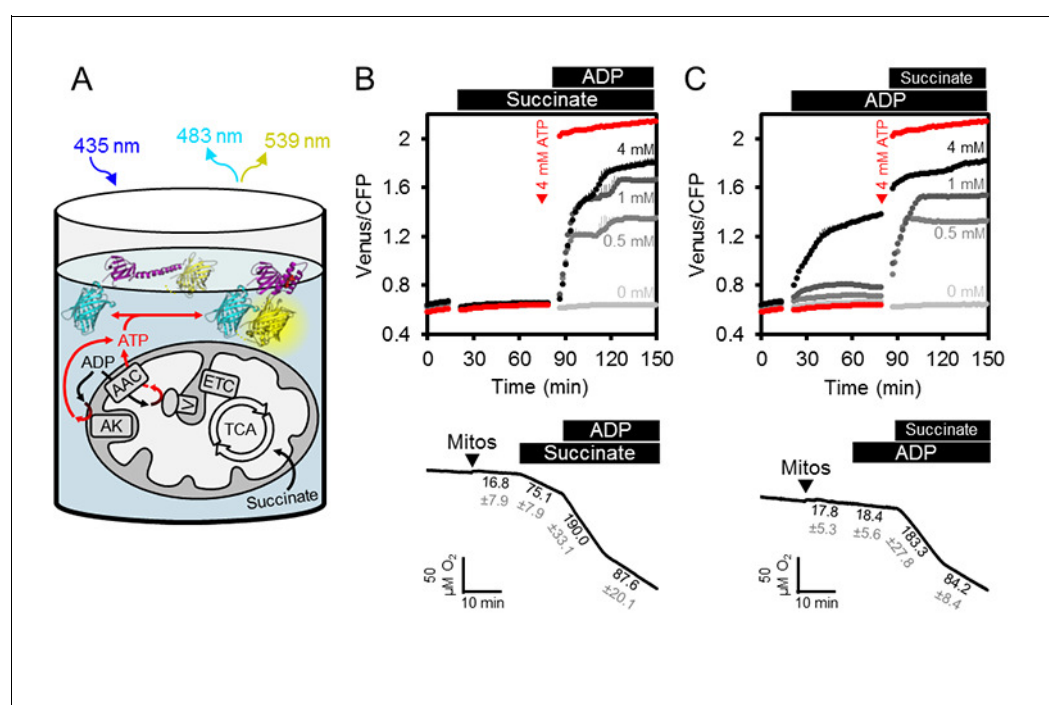 A
435 nm
483 nm
539 nm
ATP
ADP
AAC
AK
V
ETC
TCA
Succinate
B
ADP
Succinate
Venus/CFP
2
1.6
1.2
0.8
0.4
4 mM ATP
4 mM
1 mM
0.5 mM
0 mM
0 30 60 90 120 150
Time (min)
ADP
Succinate
Mitos
16.8
±7.9
75.1
±7.9
190.0
±33.1
87.6
±20.1
50
µM O2
10 min
C
Succinate
ADP
Venus/CFP
2
1.6
1.2
0.8
0.4
4 mM ATP
4 mM
1 mM
0.5 mM
0 mM
0 30 60 90 120 150
Time (min)
Succinate
ADP
Mitos
17.8
±5.3
18.4
±5.6
183.3
±27.8
84.2
±8.4
50
µM O2
10 min